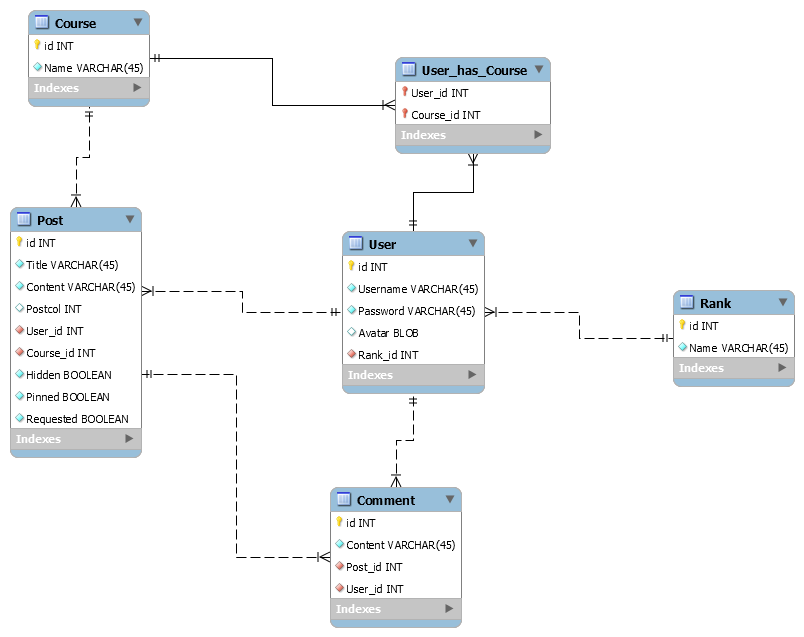 Course
id INT
Name VARCHAR(45)
Indexes
User_has_Course
User_id INT
Course_id INT
Indexes
Post
id INT
Title VARCHAR(45)
Content VARCHAR(45)
Postcol INT
User_id INT
Course_id INT
Hidden BOOLEAN
Pinned BOOLEAN
Requested BOOLEAN
Indexes
User
id INT
Username VARCHAR(45)
Password VARCHAR(45)
Avatar BLOB
Rank_id INT
Indexes
Rank
id INT
Name VARCHAR(45)
Indexes
Comment
id INT
Content VARCHAR(45)
Post_id INT
User_id INT
Indexes